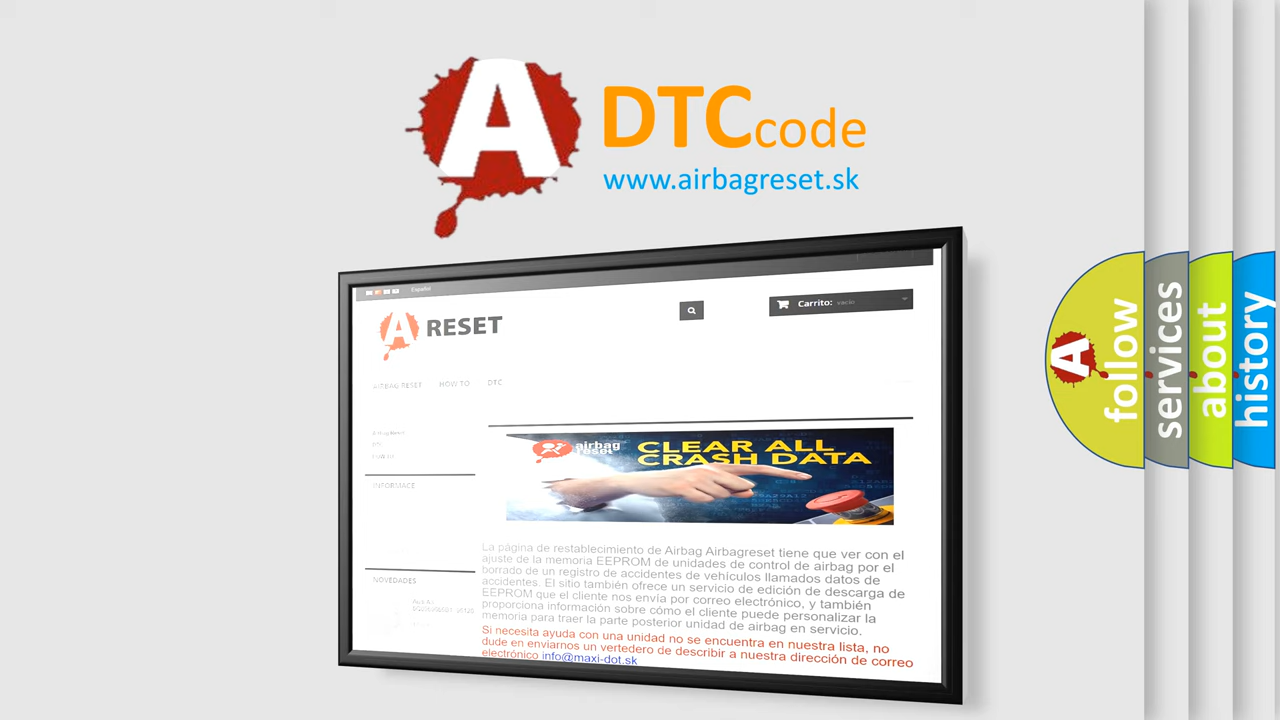 A DTCcode
www.airbagreset.sk
Español
A RESET
Carrito: vacío
AIRBAG RESET HOW TO DTC
CLEAR ALL
airbag
reset
CRASH DATA
INFORMACE
La página de restablecimiento de Airbag Airbagreset tiene que ver con el
ajuste de la memoria EEPROM de unidades de control de airbag por el
borrado de un registro de accidentes de vehículos llamados datos de
accidentes. El sitio también ofrece un servicio de edición de descarga de
EEPROM que el cliente nos envía por correo electrónico, y también
proporciona información sobre cómo el cliente puede personalizar la
memoria para traer la parte posterior unidad de airbag en servicio.
NOVEDADES
Si necesita ayuda con una unidad no se encuentra en nuestra lista, no
dude en enviarnos un vertedero de describir a nuestra dirección de correo
electrónico info@maxi-dot.sk
A
follow
services
about
history